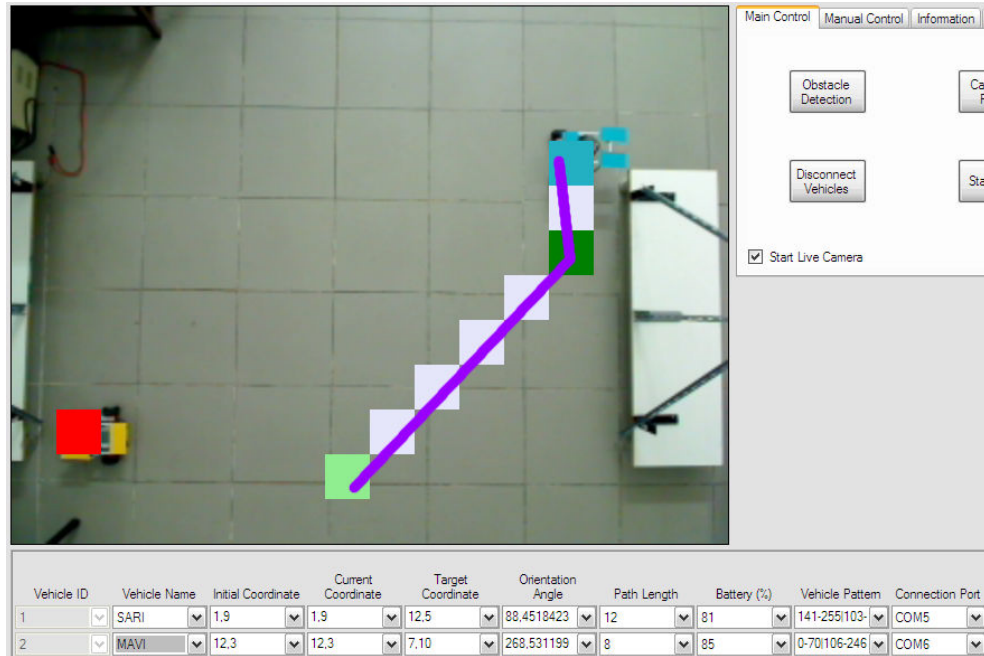 Main Control Manual Control Information
Obstacle
Detection
Disconnect
Vehicles
Start Live Camera
Vehicle ID Vehicle Name Initial Coordinate Current Coordinate Target Coordinate Orientation Angle Path Length Battery (%) Vehicle Pattern Connection Port
1 SARI 1,9 1,9 12,5 88,4518423 12 81 141-255|103- COM5
2 MAVI 12,3 12,3 7,10 268,531199 8 85 0-70|106-246 COM6